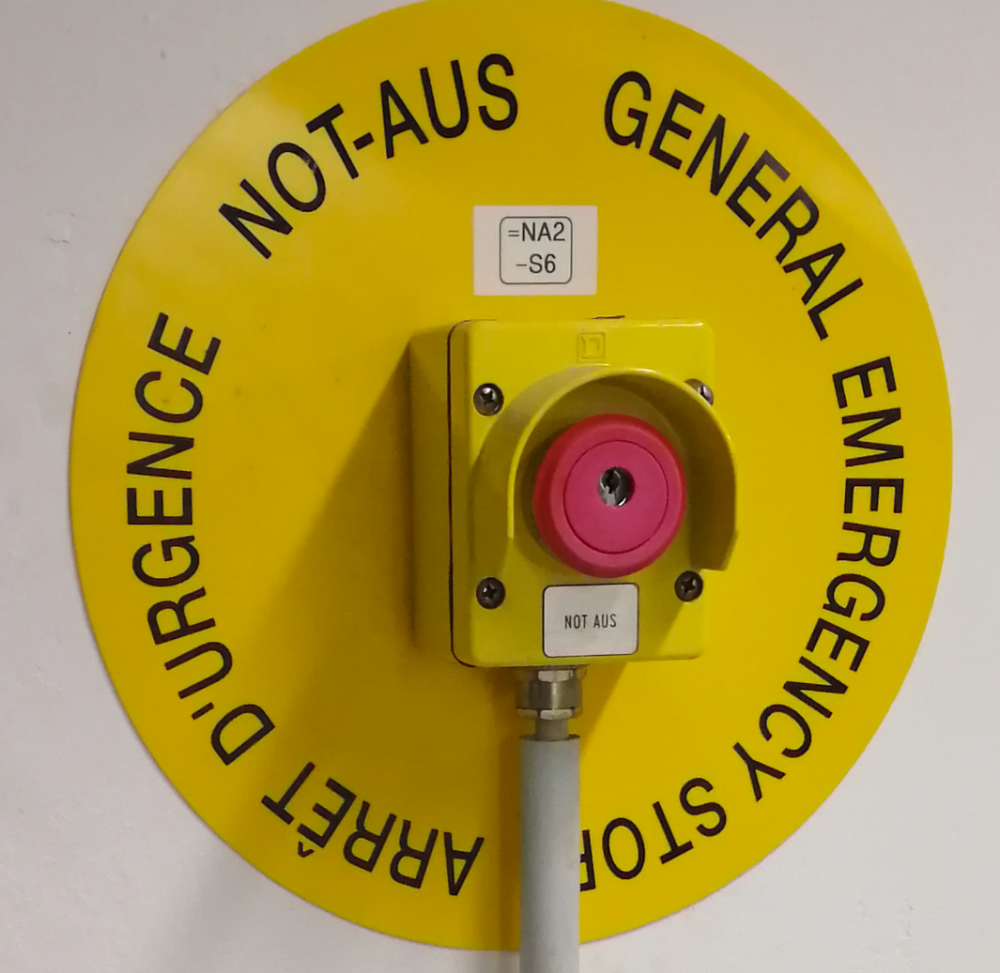 NOT-AUS
GENERAL EMERGENCY STOP
ARRÊT D'URGENCE
=NA2
-S6
NOT AUS